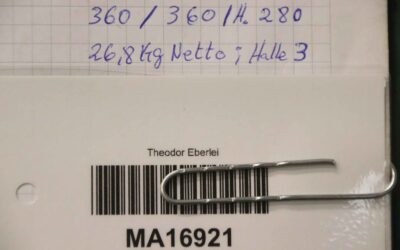 360 / 360 / H. 280
26,8 Kg Netto ; Halle 3
Theodor Eberlei
MA16921